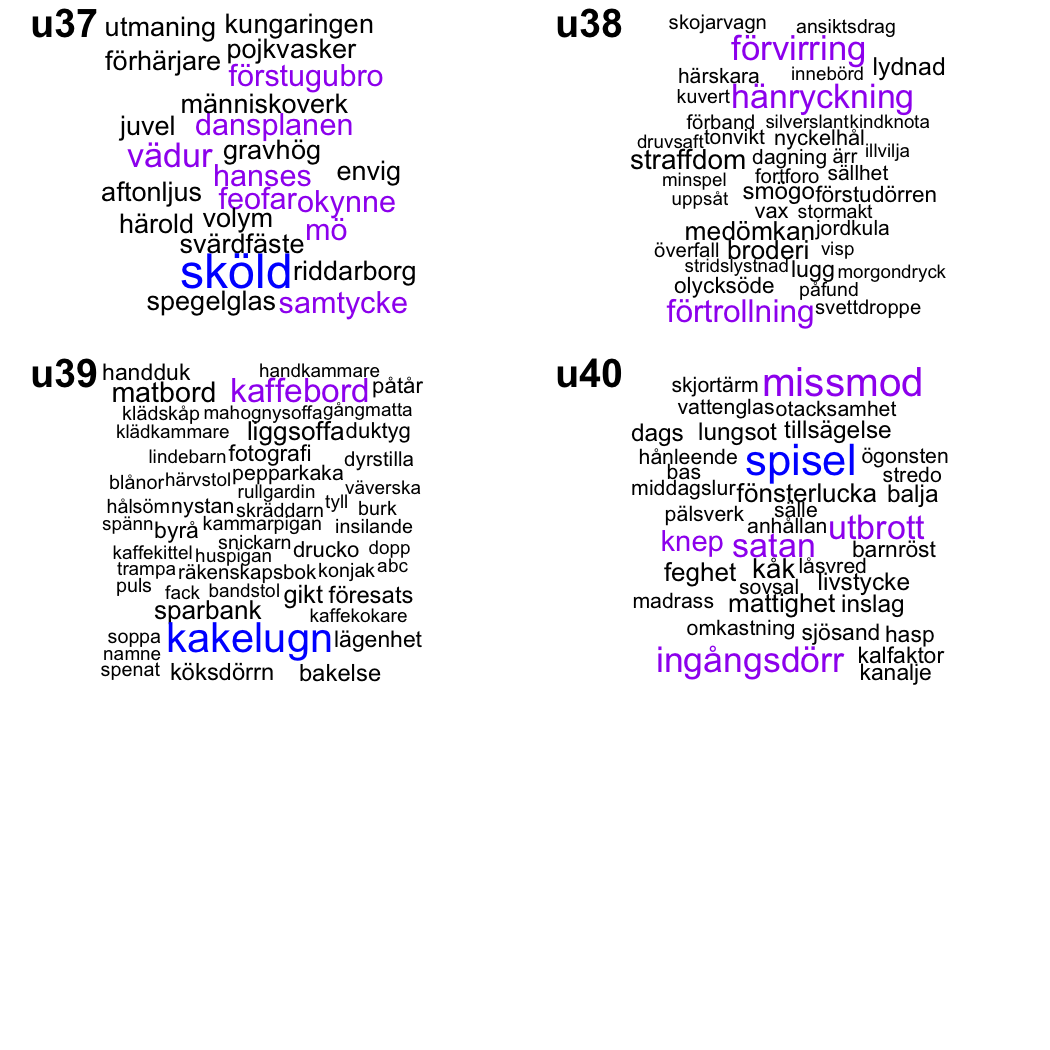 u37
utmaning kungaringen
förhärjare pojkvasker
förstugubro
människoverk
juvel dansplanen
vädur gravhög
hanses envig
aftonljus feofar okynne
härold volym mö
svärdfäste
sköld riddarborg
spegelglas samtycke
u38
skojarvagn ansiktsdrag
förvirring
härskara innebörd lydnad
kuvert hänryckning
förband silverslant kindknota
druvsaft tonvikt nyckelhål
straffdom dagning ärr illvilja
minspel fortforo sällhet
uppsåt smögo förstudörren
vax stormakt
medömkan jordkula
överfall broderi visp
stridslystnad lugg morgondryck
olycksöde påfund
förtrollning svettdroppe
u39
handduk handkammare
matbord kaffebord påtår
klädskåp mahognysoffa gångmatta
klädkammare liggsoffa duktyg
lindebarn fotografi dyrstilla
blånor härvstol pepparkaka
rullgardin väverska
hålsöm nystan skräddarn tyll burk
spänn byrå kammarpigan insilande
snickarn
kaffekittel huspigan drucko dopp
trampa räkenskapsbok konjak abc
puls fack bandstol gikt föresats
sparbank kaffekokare
soppa kakelugn lägenhet
namne
spenat köksdörrn bakelse
u40
skjortärm missmod
vattenglas otacksamhet
dags lungsot tillsägelse
hånleende spisel ögonsten
bas stredo
middagslur fönsterlucka balja
pälsverk sälle
anhållan utbrott
knep satan barnröst
feghet kåk låsvred
sovsal livstycke
madrass mattighet inslag
omkastning sjösand hasp
ingångsdörr kalfaktor
kanalje